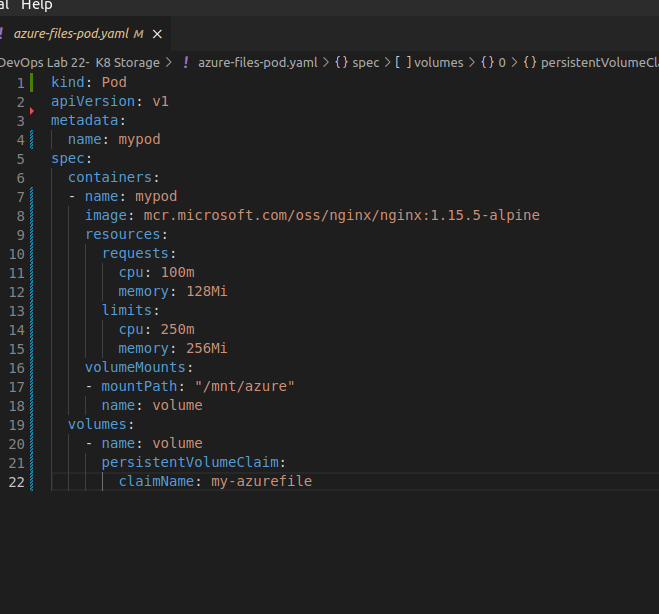 al Help
! azure-files-pod.yaml M ×
DevOps Lab 22- K8 Storage > ! azure-files-pod.yaml > {} spec > [ ] volumes > {} 0 > {} persistentVolumeCla
1 kind: Pod
2 apiVersion: v1
3 metadata:
4 name: mypod
5 spec:
6 containers:
7 - name: mypod
8 image: mcr.microsoft.com/oss/nginx/nginx:1.15.5-alpine
9 resources:
10 requests:
11 cpu: 100m
12 memory: 128Mi
13 limits:
14 cpu: 250m
15 memory: 256Mi
16 volumeMounts:
17 - mountPath: "/mnt/azure"
18 name: volume
19 volumes:
20 - name: volume
21 persistentVolumeClaim:
22 claimName: my-azurefile